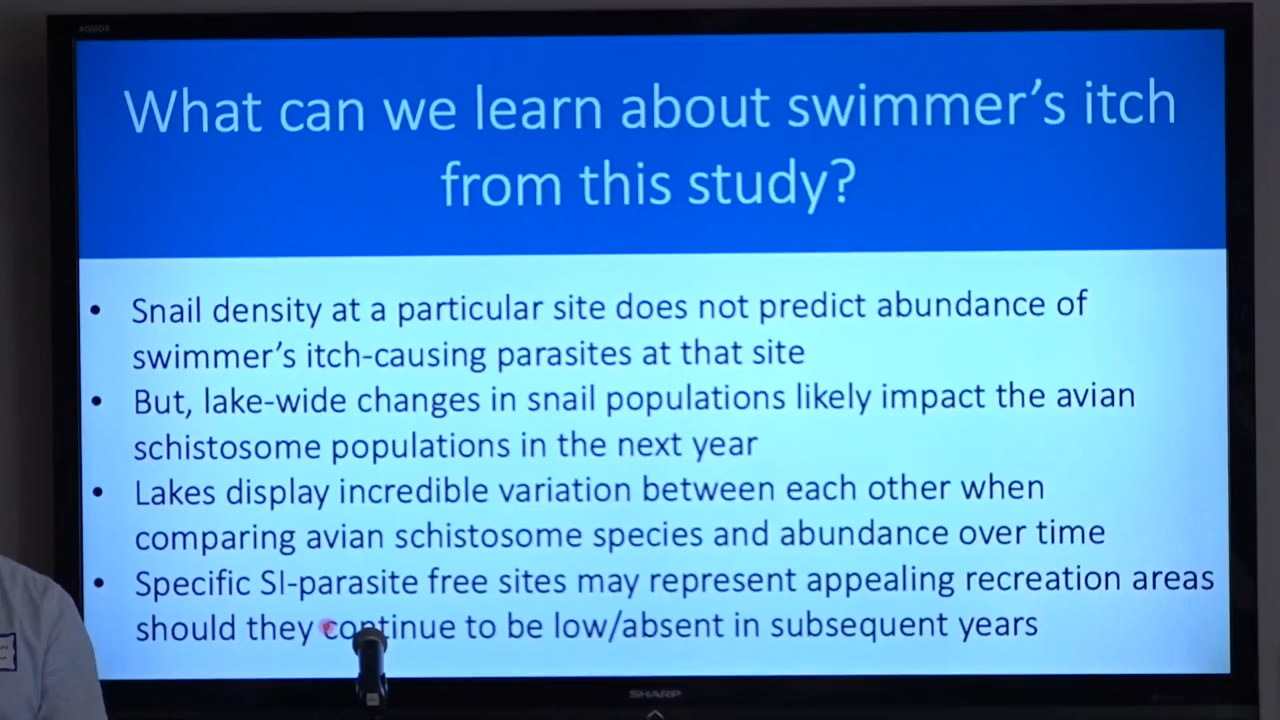 AQUOS
What can we learn about swimmer's itch
from this study?
• Snail density at a particular site does not predict abundance of
swimmer's itch-causing parasites at that site
• But, lake-wide changes in snail populations likely impact the avian
schistosome populations in the next year
• Lakes display incredible variation between each other when
comparing avian schistosome species and abundance over time
• Specific SI-parasite free sites may represent appealing recreation areas
should they continue to be low/absent in subsequent years
SHARP